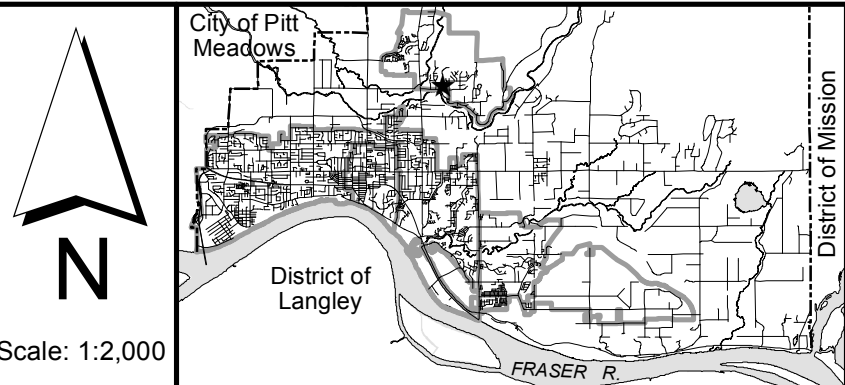 N
Scale: 1:2,000
City of Pitt
Meadows
District of
Langley
FRASER R.
District of Mission